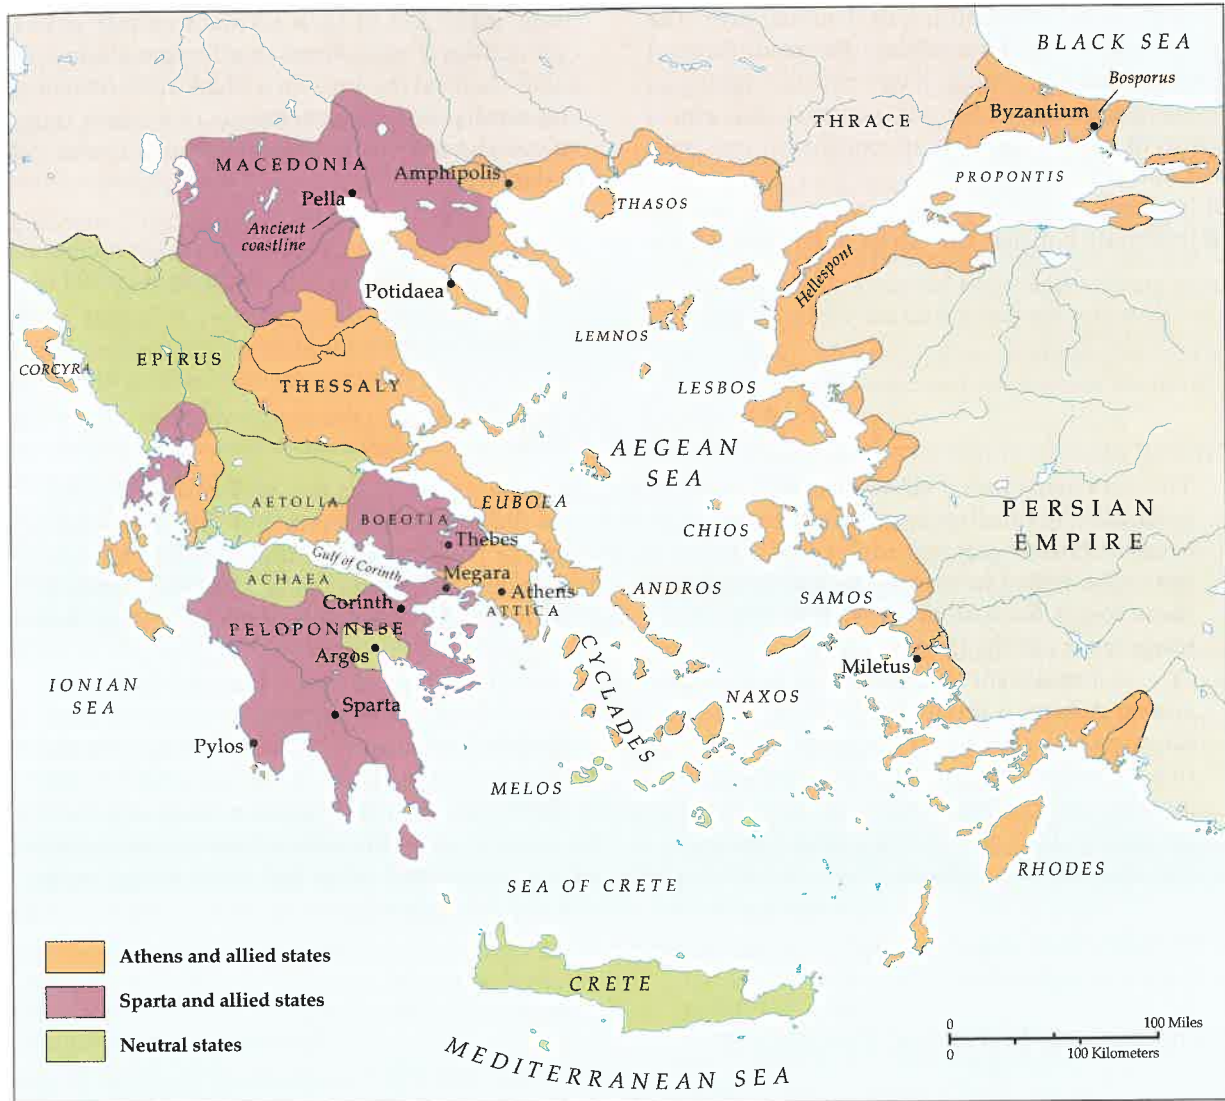 BLACK SEA
Bosporus
Byzantium
THRACE
PROPONTIS
MACEDONIA
Amphipolis
Pella
THASOS
Ancient
coastline
Hellespont
Potidaea
LEMNOS
CORCYRA
EPIRUS
THESSALY
LESBOS
AEGEAN
SEA
AETOLLA
EUBOEA
BOEOTIA
Thebes
CHIOS
PERSIAN
EMPIRE
Gulf of Corinth
ACHAEA
Megara
Athens
ATTICA
ANDROS
SAMOS
Corinth
PELOPONNESE
Argos
CYCLADES
Miletus
IONIAN
SEA
Sparta
NAXOS
Pylos
MELOS
RHODES
SEA OF CRETE
CRETE
MEDITERRANEAN SEA
Athens and allied states
Sparta and allied states
Neutral states
0 100 Miles
0 100 Kilometers